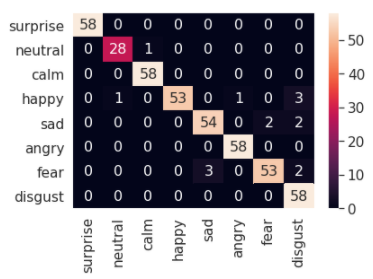 surprise 58 0 0 0 0 0 0 0
neutral 0 28 1 0 0 0 0 0
calm 0 0 58 0 0 0 0 0
happy 0 1 0 53 0 1 0 3
sad 0 0 0 0 54 0 2 2
angry 0 0 0 0 0 58 0 0
fear 0 0 0 0 3 0 53 2
disgust 0 0 0 0 0 0 0 58
surprise neutral calm happy sad angry fear disgust
50
40
30
20
10
0